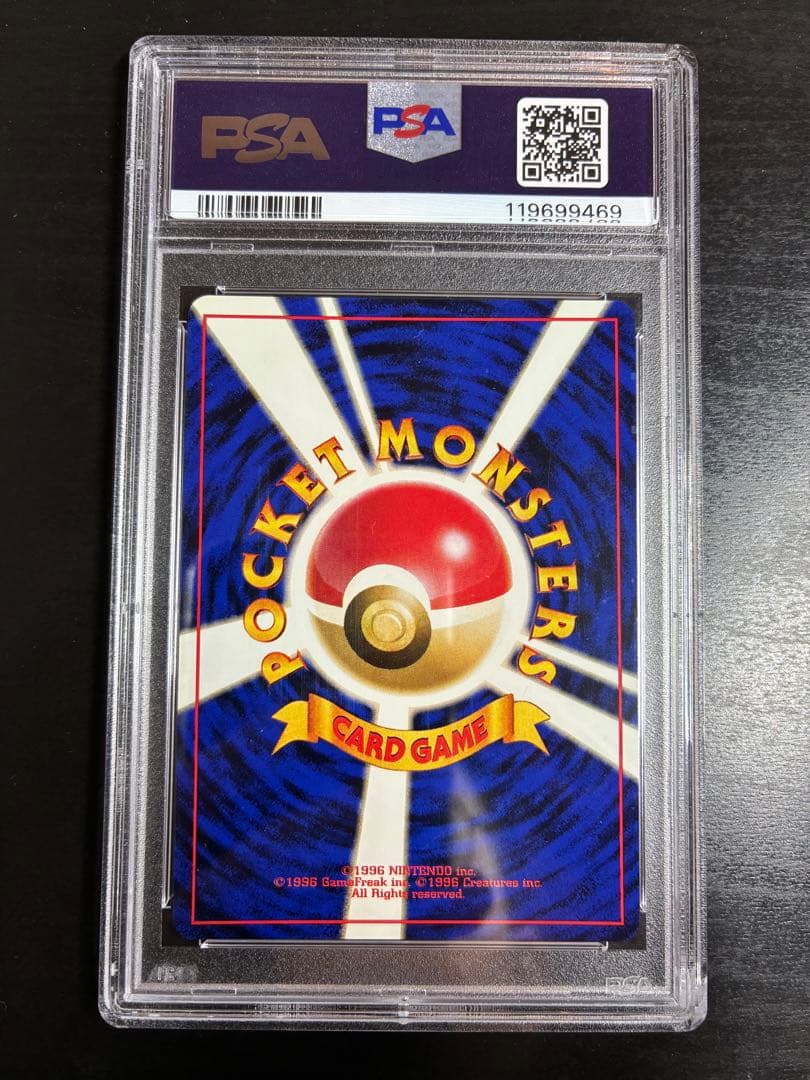 PSA
PSA
119699469
POCKET MONSTERS
CARD GAME
©1996 NINTENDO inc.
©1996 GameFreak inc. ©1996 Creatures inc.
All Rights reserved.
PSA